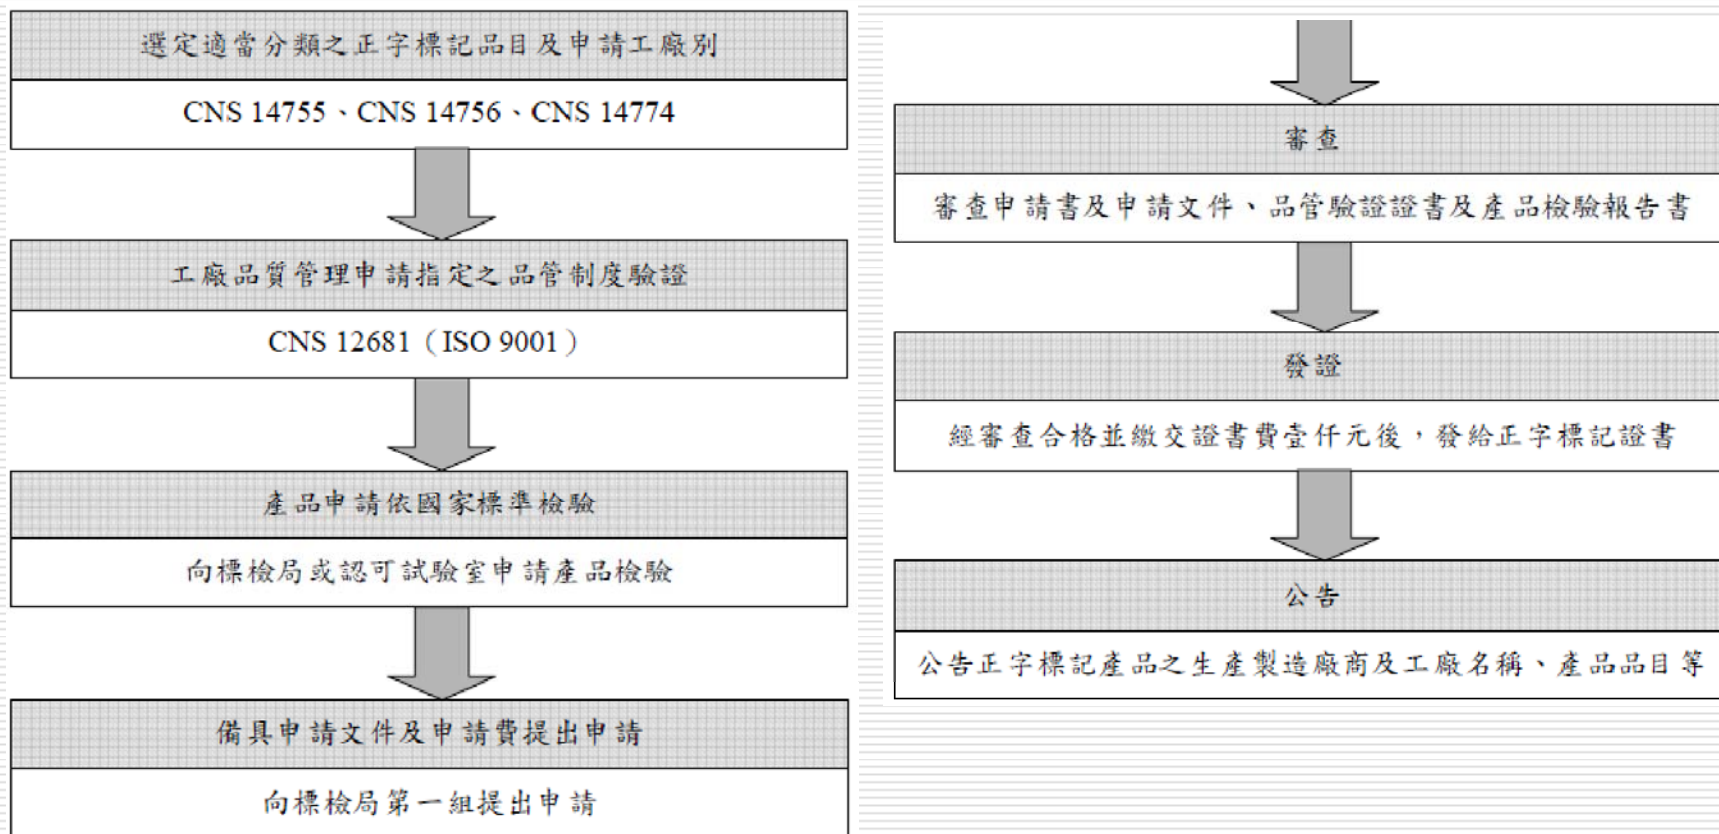 選定適當分類之正字標記品目及申請工廠別
CNS 14755、CNS 14756、CNS 14774
工廠品質管理申請指定之品管制度驗證
CNS 12681（ISO 9001）
產品申請依國家標準檢驗
向標檢局或認可試驗室申請產品檢驗
備具申請文件及申請費提出申請
向標檢局第一組提出申請
審查
審查申請書及申請文件、品管驗證證書及產品檢驗報告書
發證
經審查合格並繳交證書費壹仟元後，發給正字標記證書
公告
公告正字標記產品之生產製造廠商及工廠名稱、產品品目等